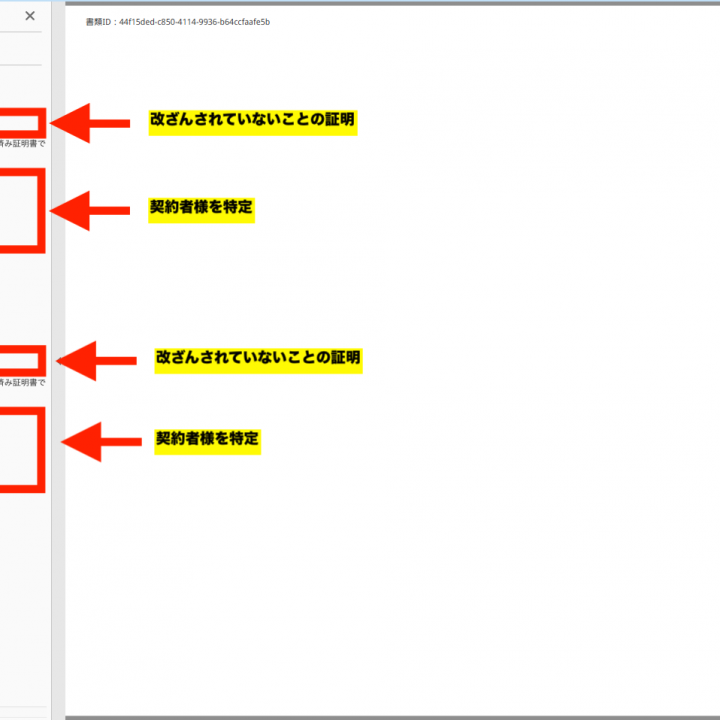 書類ID：44f15ded-c850-4114-9936-b64ccfaafe5b
改ざんされていないことの証明
済み証明書で
契約者様を特定
改ざんされていないことの証明
済み証明書で
契約者様を特定